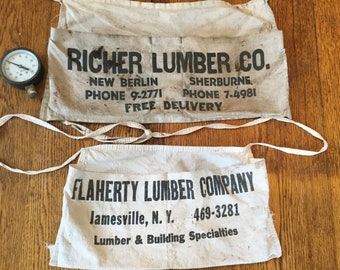 RICHER LUMBER CO.
NEW BERLIN SHERBURNE
PHONE 9-2771 PHONE 7-4981
FREE DELIVERY
FLAHERTY LUMBER COMPANY
Jamesville, N.Y. 469-3281
Lumber & Building Specialties